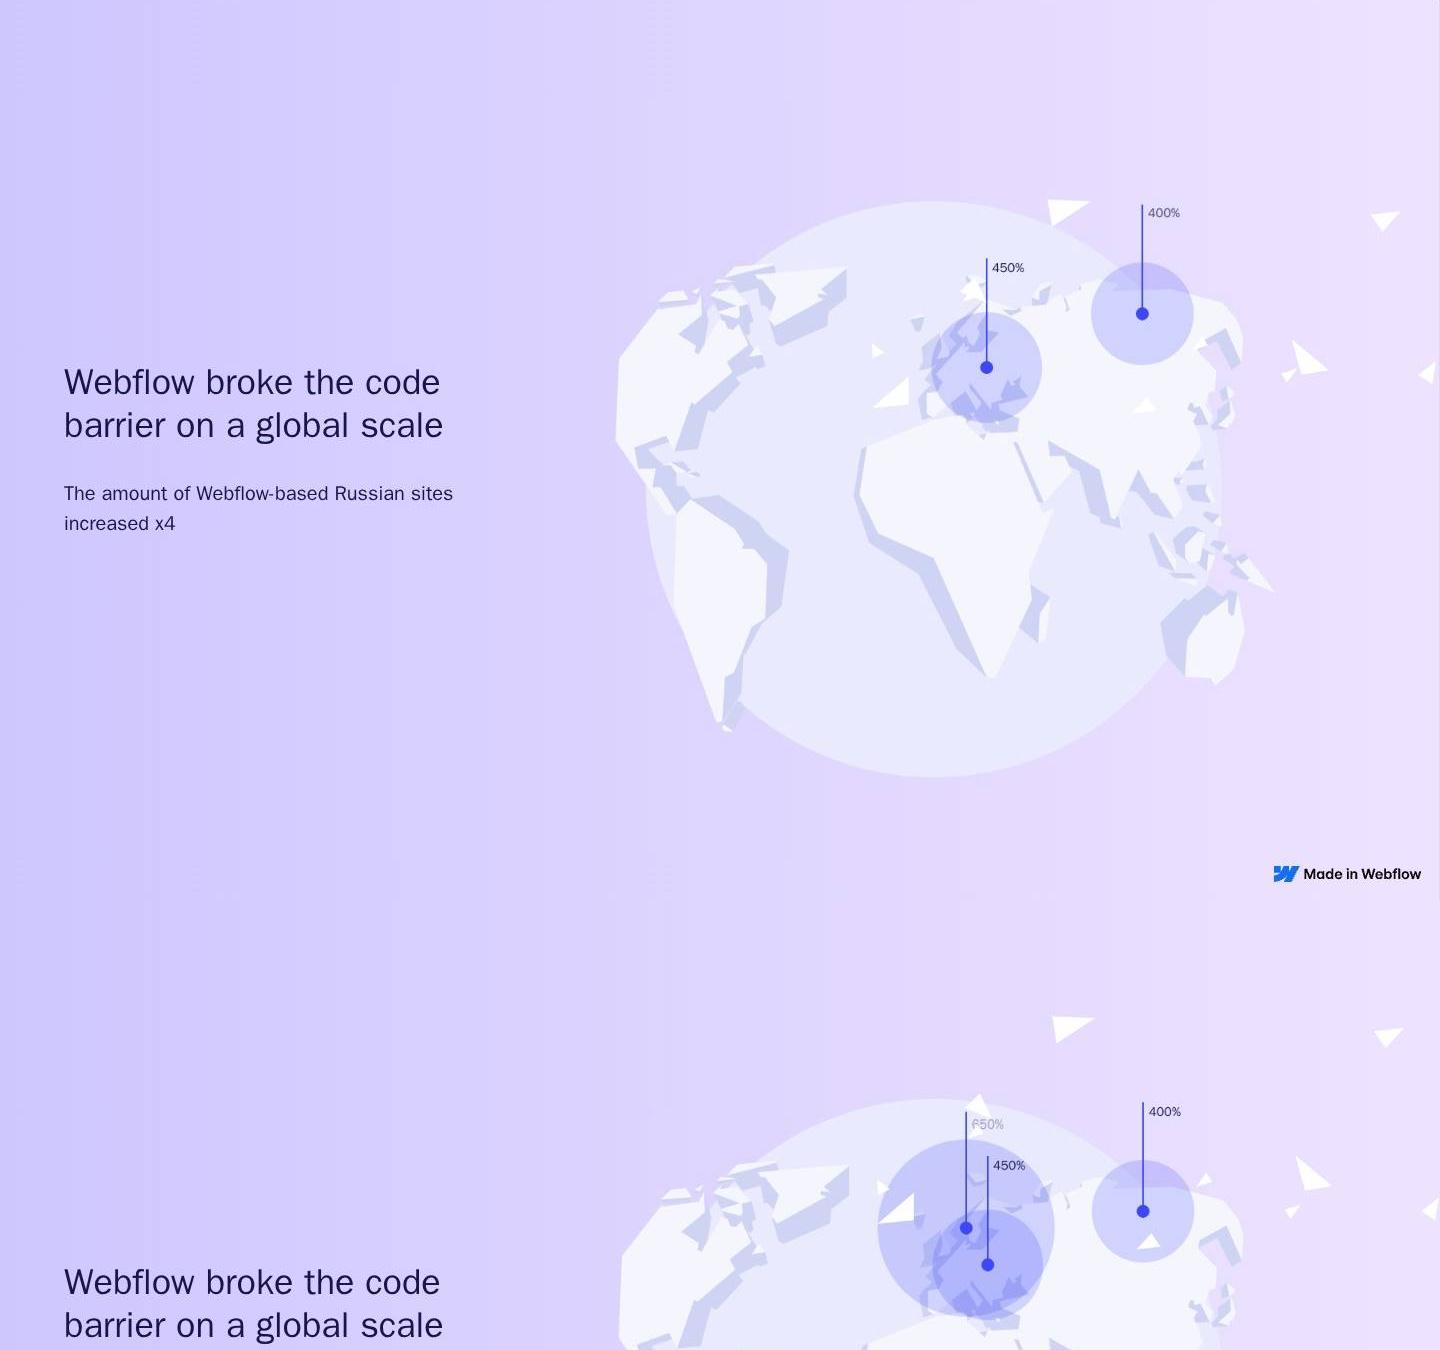 400%
450%
Webflow broke the code
barrier on a global scale
The amount of Webflow-based Russian sites
increased x4
Made in Webflow
400%
650%
450%
Webflow broke the code
barrier on a global scale